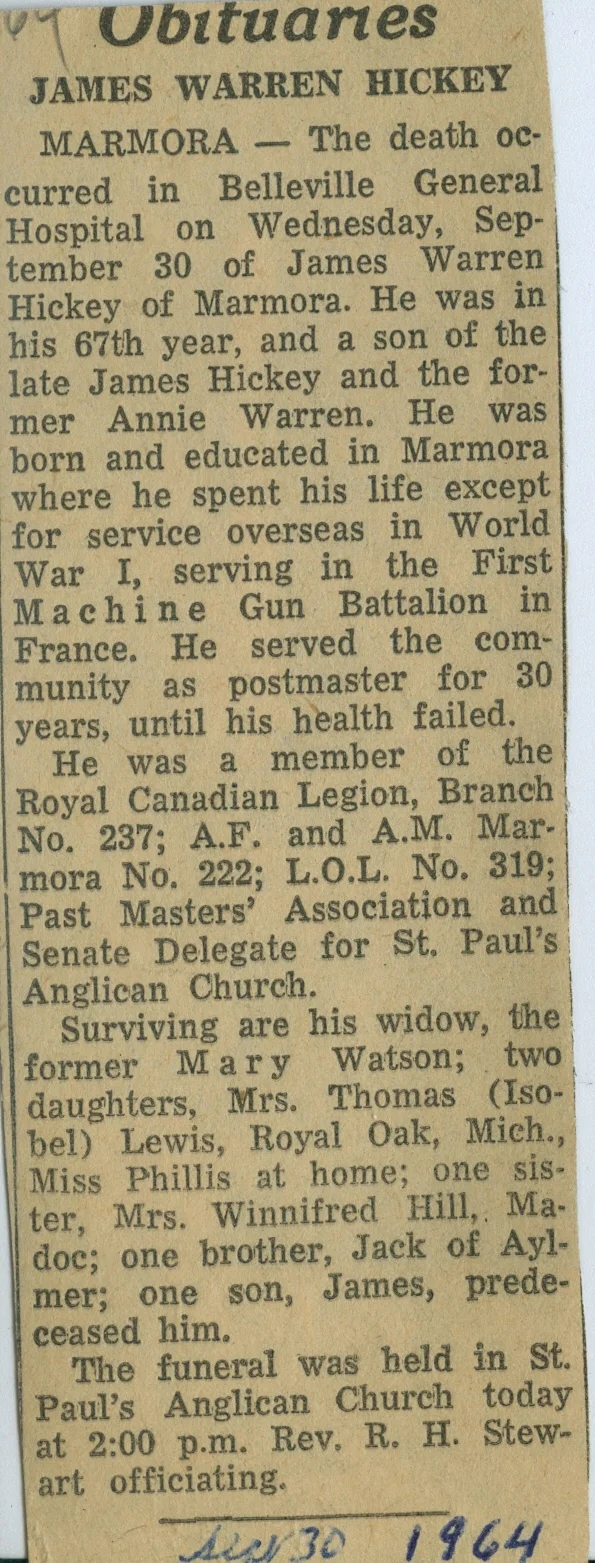 64
Obituaries
JAMES WARREN HICKEY
MARMORA — The death oc-
curred in Belleville General
Hospital on Wednesday, Sep-
tember 30 of James Warren
Hickey of Marmora. He was in
his 67th year, and a son of the
late James Hickey and the for-
mer Annie Warren. He was
born and educated in Marmora
where he spent his life except
for service overseas in World
War I, serving in the First
Machine Gun Battalion in
France. He served the com-
munity as postmaster for 30
years, until his health failed.
He was a member of the
Royal Canadian Legion, Branch
No. 237; A.F. and A.M. Mar-
mora No. 222; L.O.L. No. 319;
Past Masters' Association and
Senate Delegate for St. Paul's
Anglican Church.
Surviving are his widow, the
former Mary Watson; two
daughters, Mrs. Thomas (Iso-
bel) Lewis, Royal Oak, Mich.,
Miss Phillis at home; one sis-
ter, Mrs. Winnifred Hill, Ma-
doc; one brother, Jack of Ayl-
mer; one son, James, prede-
ceased him.
The funeral was held in St.
Paul's Anglican Church today
at 2:00 p.m. Rev. R. H. Stew-
art officiating.
30 1964